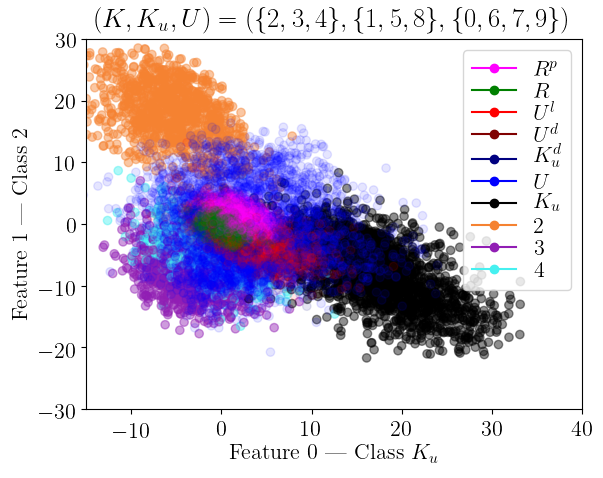 (K, K_u, U) = ({2, 3, 4}, {1, 5, 8}, {0, 6, 7, 9})
30
20
10
0
−10
−20
−30
Feature 1 — Class 2
R^p
R
U^l
U^d
K_u^d
U
K_u
2
3
4
−10
0
10
20
30
40
Feature 0 — Class K_u